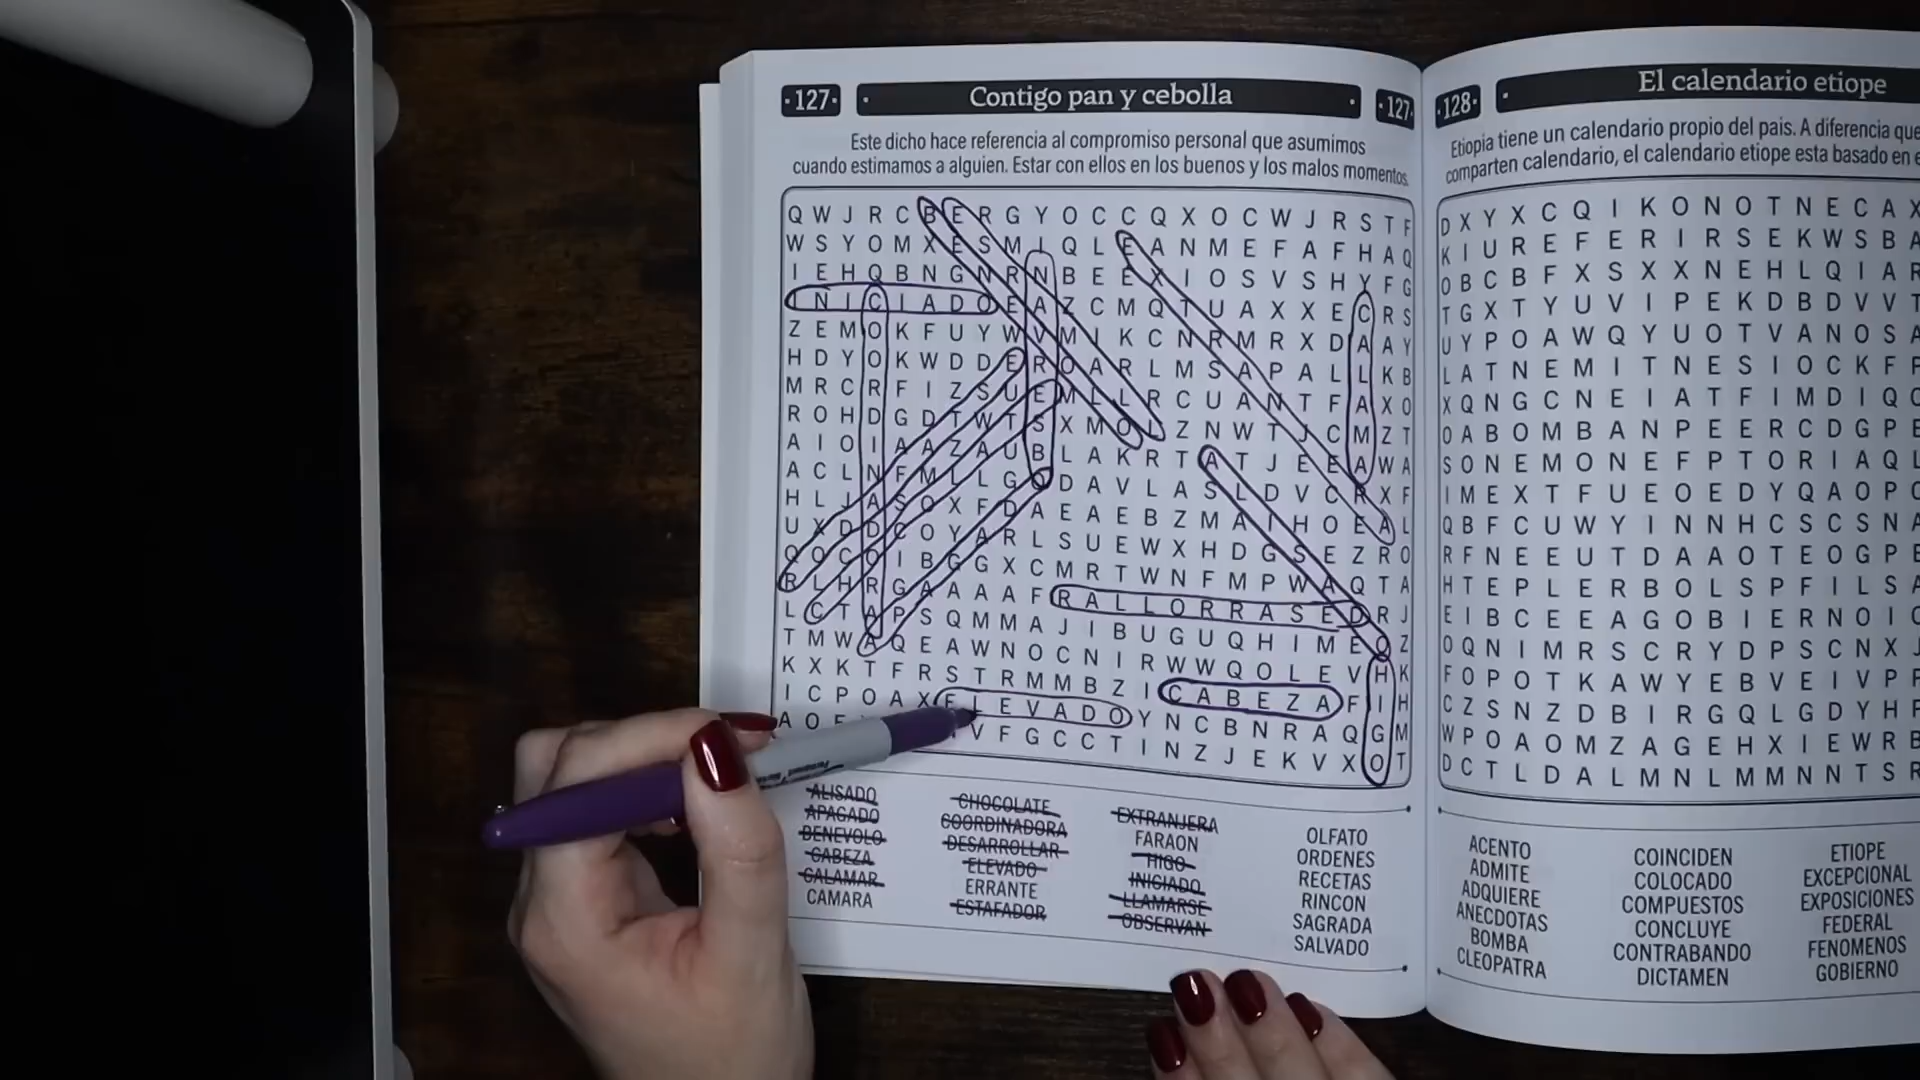 ·127· · Contigo pan y cebolla · ·127·
Este dicho hace referencia al compromiso personal que asumimos
cuando estimamos a alguien. Estar con ellos en los buenos y los malos momentos.
Q W J R C B E R G Y O C C Q X O C W J R S T F
W S Y O M X E S M I Q L E A N M E F A F H A Q
I E H Q B N G N R N B E E X I O S V S H Y F G
I N I C I A D O E A Z C M Q T U A X X E C R S
Z E M O K F U Y W V M I K C N R M R X D A A Y
H D Y O K W D D E R O A R L M S A P A L L K B
M R C R F I Z S U E M L L R C U A N T F A X O
R O H D G D T W T S X M O L Z N W T J C M Z T
A I O I A A Z A U B L A K R T A T J E E A W A
A C L N F M L L G O D A V L A S L D V C R X F
H L J A S O X F D A E A E B Z M A I H O E A L
U X D D C O Y A R L S U E W X H D G S E Z R O
Q O C O I B G G X C M R T W N F M P W A Q T A
R L H R G A A A A F R A L L O R R A S E D R J
L C T A P S Q M M A J I B U G U Q H I M E O Z
T M W A Q E A W N O C N I R W W Q O L E V H K
K X K T F R S T R M M B Z I C A B E Z A F I H
I C P O A X E L E V A D O Y N C B N R A Q G M
A O V F G C C T I N Z J E K V X O T
ALISADO
APAGADO
BENEVOLO
CABEZA
CALAMAR
CAMARA
CHOCOLATE
COORDINADORA
DESARROLLAR
ELEVADO
ERRANTE
ESTAFADOR
EXTRANJERA
FARAON
HIGO
INICIADO
LLAMARSE
OBSERVAN
OLFATO
ORDENES
RECETAS
RINCON
SAGRADA
SALVADO
·128· · El calendario etiope
Etiopia tiene un calendario propio del pais. A diferencia que
comparten calendario, el calendario etiope esta basado en
D X Y X C Q I K O N O T N E C A X
K I U R E F E R I R S E K W S B A
O B C B F X S X X N E H L Q I A R
T G X T Y U V I P E K D B D V V T
U Y P O A W Q Y U O T V A N O S A
L A T N E M I T N E S I O C K F F
X Q N G C N E I A T F I M D I Q
O A B O M B A N P E E R C D G P E
S O N E M O N E F P T O R I A Q L
I M E X T F U E O E D Y Q A O P
Q B F C U W Y I N N H C S C S N A
R F N E E U T D A A O T E O G P E
H T E P L E R B O L S P F I L S A
E I B C E E A G O B I E R N O I
O Q N I M R S C R Y D P S C N X J
F O P O T K A W Y E B V E I V P
C Z S N Z D B I R G Q L G D Y H
W P O A O M Z A G E H X I E W R B
D C T L D A L M N L M M N N T S R
ACENTO
ADMITE
ADQUIERE
ANECDOTAS
BOMBA
CLEOPATRA
COINCIDEN
COLOCADO
COMPUESTOS
CONCLUYE
CONTRABANDO
DICTAMEN
ETIOPE
EXCEPCIONAL
EXPOSICIONES
FEDERAL
FENOMENOS
GOBIERNO